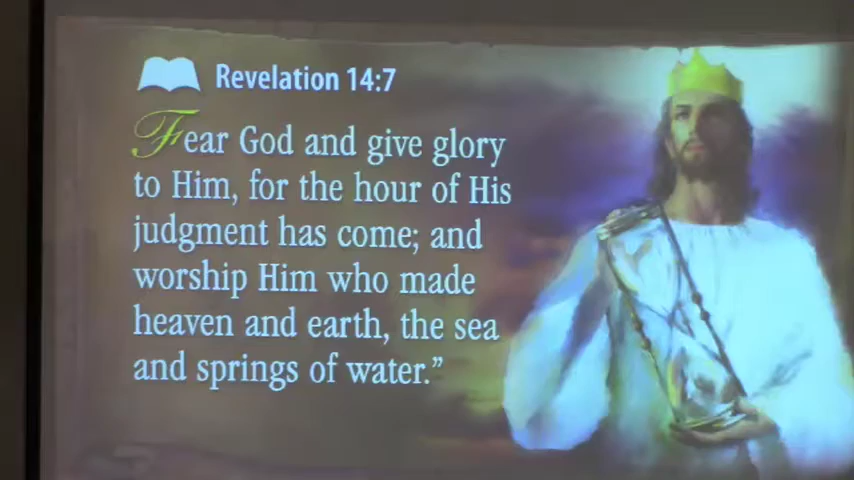 Revelation 14:7
Fear God and give glory
to Him, for the hour of His
judgment has come; and
worship Him who made
heaven and earth, the sea
and springs of water.”